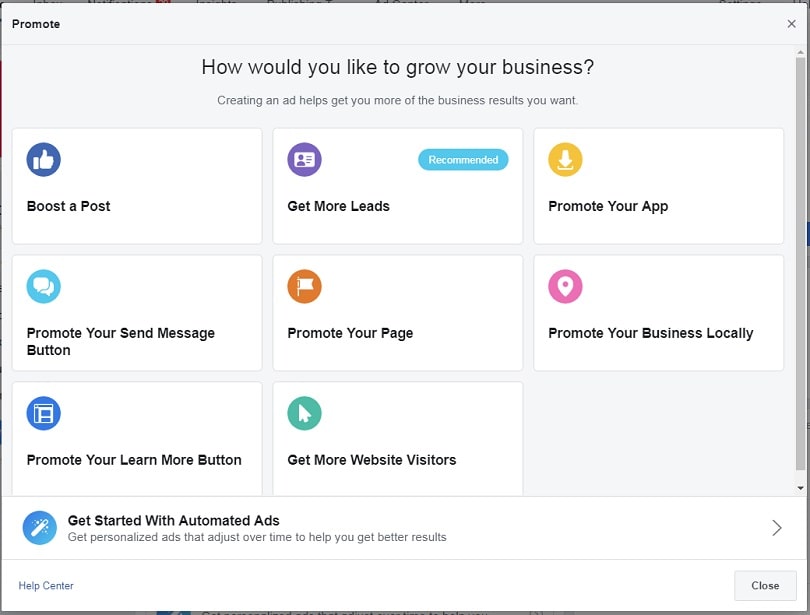 Promote
How would you like to grow your business?
Creating an ad helps get you more of the business results you want.
Boost a Post
Recommended
Get More Leads
Promote Your App
Promote Your Send Message
Button
Promote Your Page
Promote Your Business Locally
Promote Your Learn More Button
Get More Website Visitors
Get Started With Automated Ads
Get personalized ads that adjust over time to help you get better results
Help Center
Close